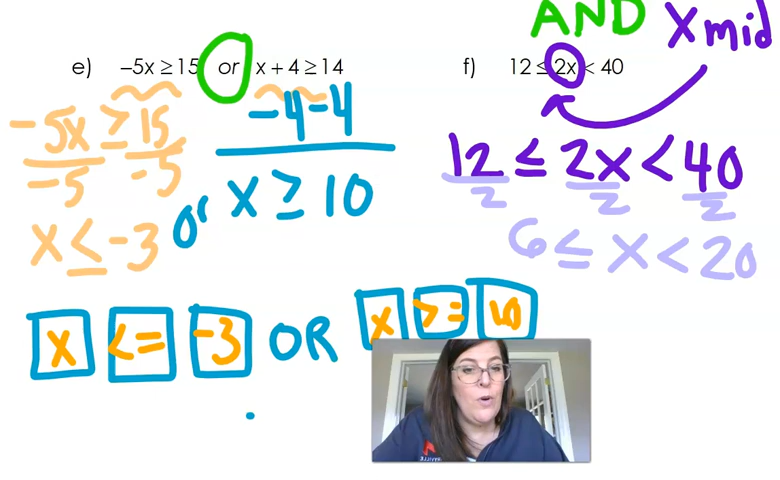 AND
x mid
e) −5x ≥ 15 or x + 4 ≥ 14
f) 12 ≤ 2x < 40
-4 -4
-5x ≥ 15
-5 -5
x ≤ -3
or
x ≥ 10
12 ≤ 2x < 40
2 2 2
6 ≤ x < 20
x <= -3 OR x >= 10